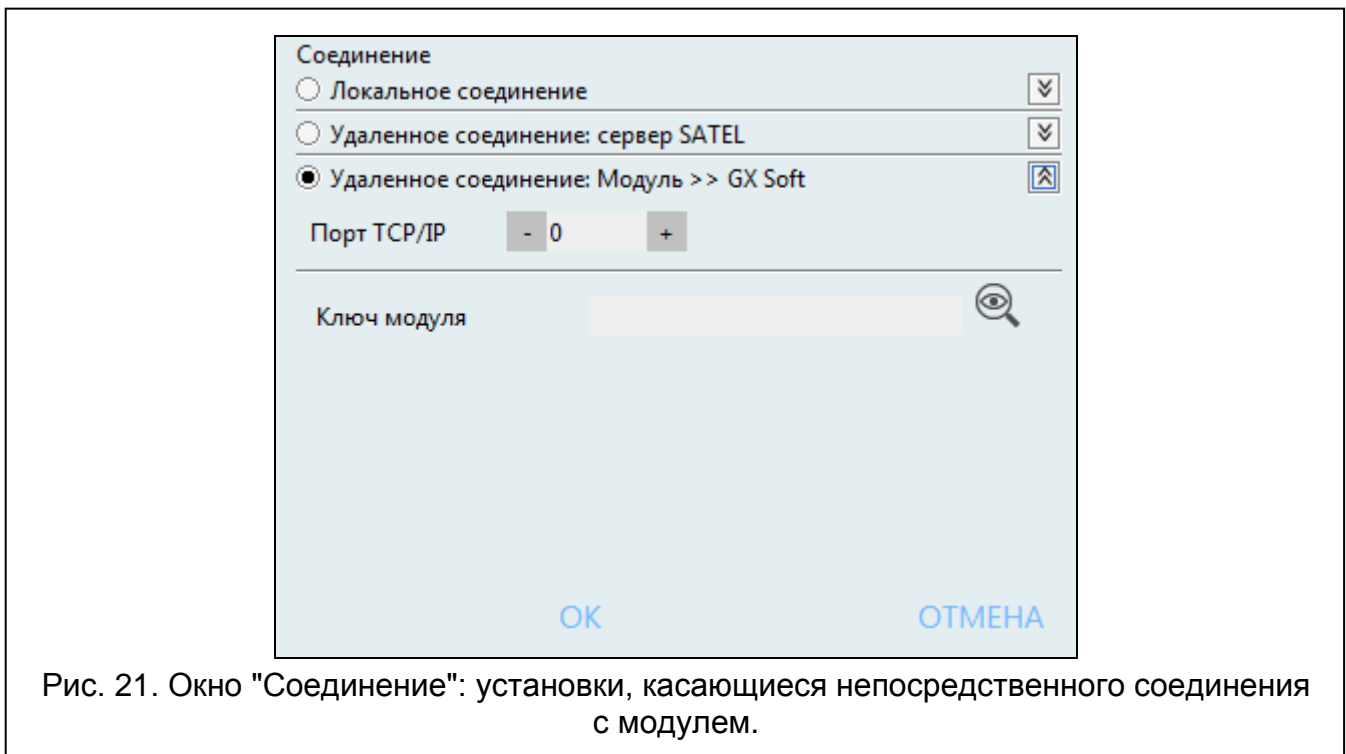 Соединение
Локальное соединение
Удаленное соединение: сервер SATEL
Удаленное соединение: Модуль >> GX Soft
Порт TCP/IP - 0 +
Ключ модуля
OK ОТМЕНА
Рис. 21. Окно "Соединение": установки, касающиеся непосредственного соединения
с модулем.